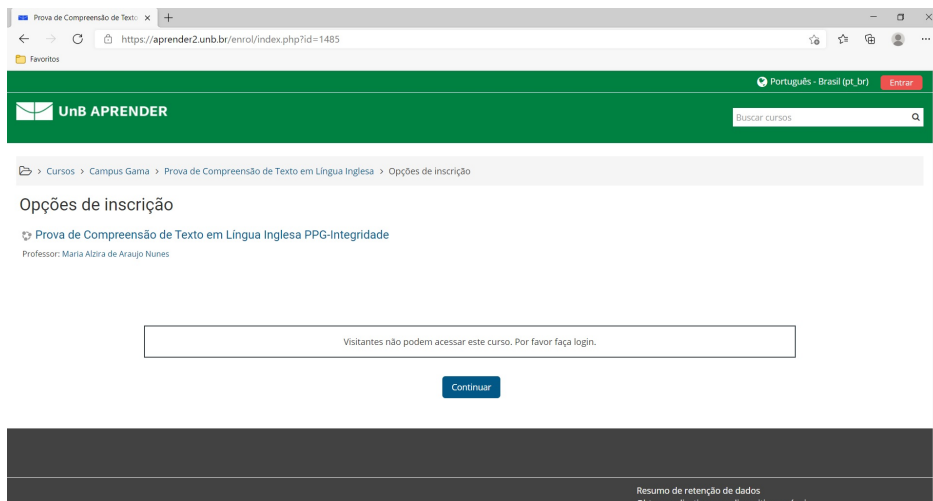 Prova de Compreensão de Texto
https://aprender2.unb.br/enrol/index.php?id=1485
Favoritos
Português - Brasil (pt_br)
Entrar
UnB APRENDER
Buscar cursos
> Cursos > Campus Gama > Prova de Compreensão de Texto em Língua Inglesa > Opções de inscrição
Opções de inscrição
Prova de Compreensão de Texto em Língua Inglesa PPG-Integridade
Professor: Maria Alzira de Araujo Nunes
Visitantes não podem acessar este curso. Por favor faça login.
Continuar
Resumo de retenção de dados